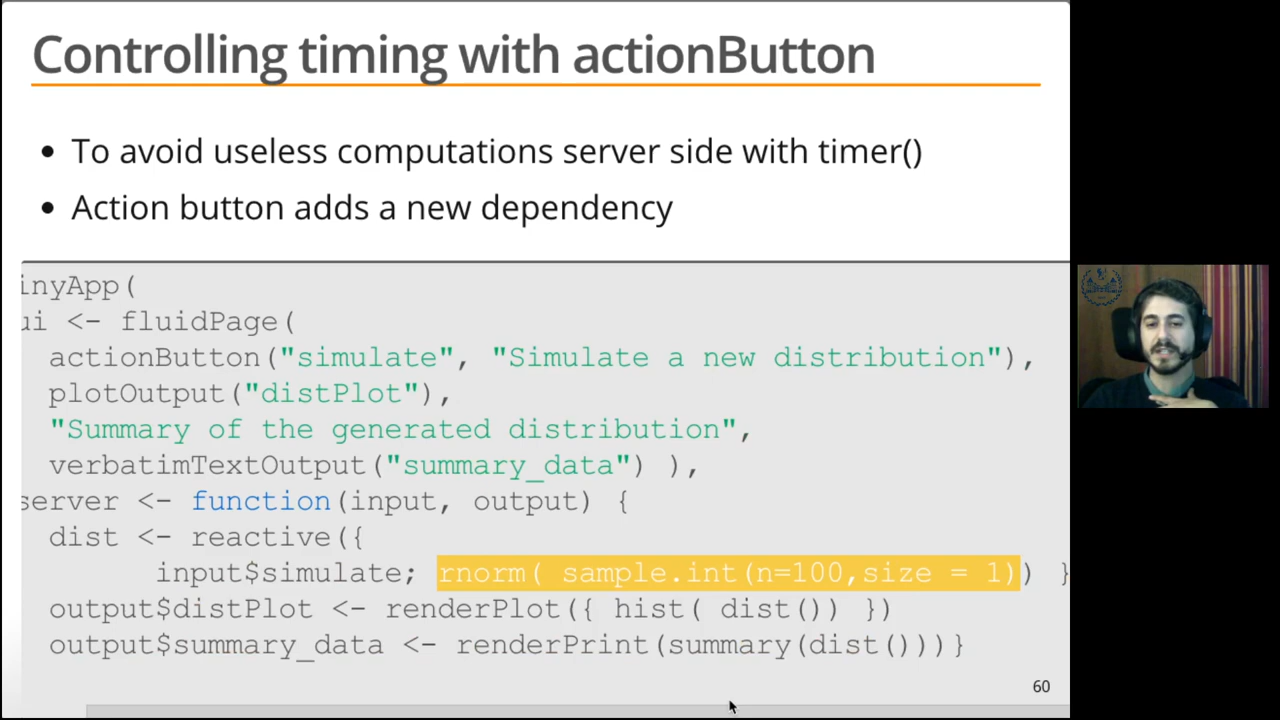 Controlling timing with actionButton
• To avoid useless computations server side with timer()
• Action button adds a new dependency
inyApp(
ui <- fluidPage(
actionButton("simulate", "Simulate a new distribution"),
plotOutput("distPlot"),
"Summary of the generated distribution",
verbatimTextOutput("summary_data") ),
server <- function(input, output) {
dist <- reactive({
input$simulate; rnorm( sample.int(n=100,size = 1)) }
output$distPlot <- renderPlot({ hist( dist()) })
output$summary_data <- renderPrint(summary(dist()))}
60